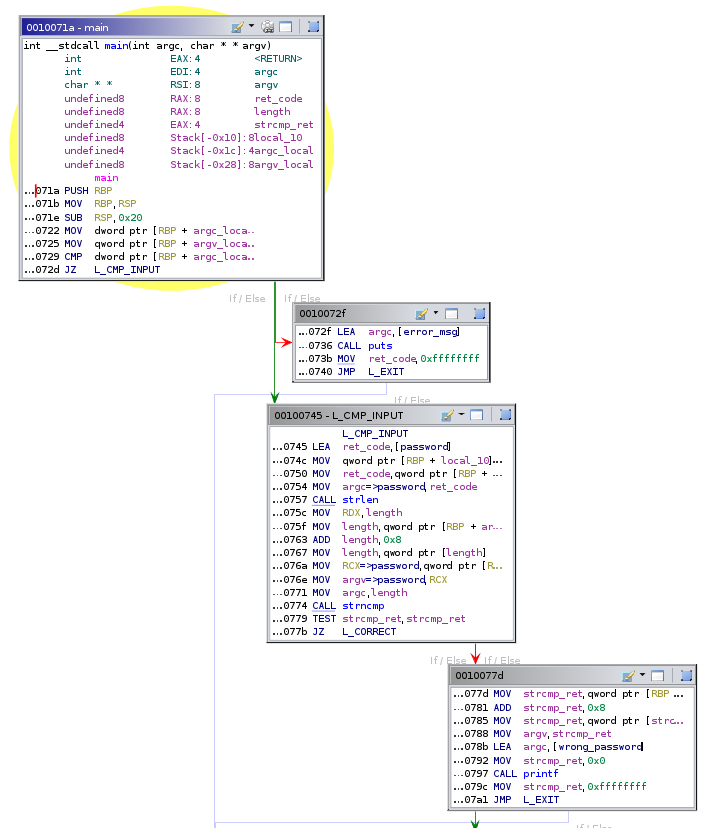 0010071a - main
int __stdcall main(int argc, char * * argv)
int EAX:4 <RETURN>
int EDI:4 argc
char * * RSI:8 argv
undefined8 RAX:8 ret_code
undefined8 RAX:8 length
undefined4 EAX:4 strcmp_ret
undefined8 Stack[-0x10]:8local_10
undefined4 Stack[-0x1c]:4argc_local
undefined8 Stack[-0x28]:8argv_local
main
...071a PUSH RBP
...071b MOV RBP,RSP
...071e SUB RSP,0x20
...0722 MOV dword ptr [RBP + argc_loca...
...0725 MOV qword ptr [RBP + argv_loca...
...0729 CMP dword ptr [RBP + argc_loca...
...072d JZ L_CMP_INPUT
If / Else If / Else
0010072f
...072f LEA argc,[error_msg]
...0736 CALL puts
...073b MOV ret_code,0xffffffff
...0740 JMP L_EXIT
If / Else
00100745 - L_CMP_INPUT
L_CMP_INPUT
...0745 LEA ret_code,[password]
...074c MOV qword ptr [RBP + local_10]...
...0750 MOV ret_code,qword ptr [RBP + ...
...0754 MOV argc=>password,ret_code
...0757 CALL strlen
...075c MOV RDX,length
...075f MOV length,qword ptr [RBP + ar...
...0763 ADD length,0x8
...0767 MOV length,qword ptr [length]
...076a MOV RCX=>password,qword ptr [R...
...076e MOV argv=>password,RCX
...0771 MOV argc,length
...0774 CALL strncmp
...0779 TEST strcmp_ret,strcmp_ret
...077b JZ L_CORRECT
If / Else If / Else
0010077d
...077d MOV strcmp_ret,qword ptr [RBP ...
...0781 ADD strcmp_ret,0x8
...0785 MOV strcmp_ret,qword ptr [strc...
...0788 MOV argv,strcmp_ret
...078b LEA argc,[wrong_password]
...0792 MOV strcmp_ret,0x0
...0797 CALL printf
...079c MOV strcmp_ret,0xffffffff
...07a1 JMP L_EXIT
If / Else